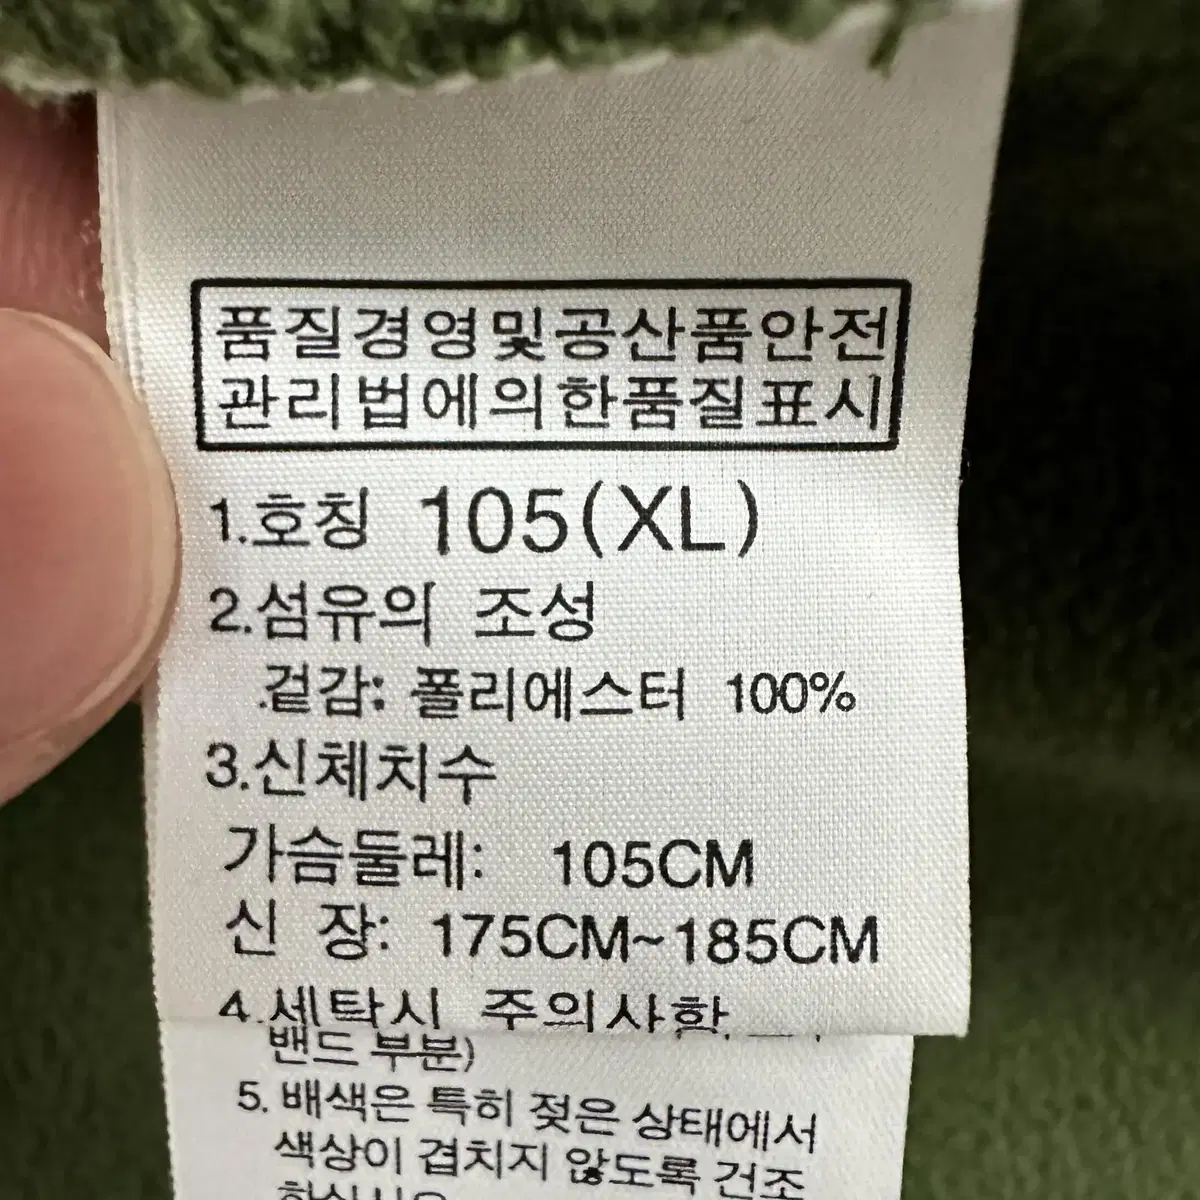 품질경영및공산품안전
관리법에의한품질표시
1.호칭 105(XL)
2.섬유의 조성
겉감: 폴리에스터 100%
3.신체치수
가슴둘레: 105CM
신 장: 175CM~185CM
4.세탁시 주의사항
밴드 부분)
5. 배색은 특히 젖은 상태에서
색상이 겹치지 않도록 건조